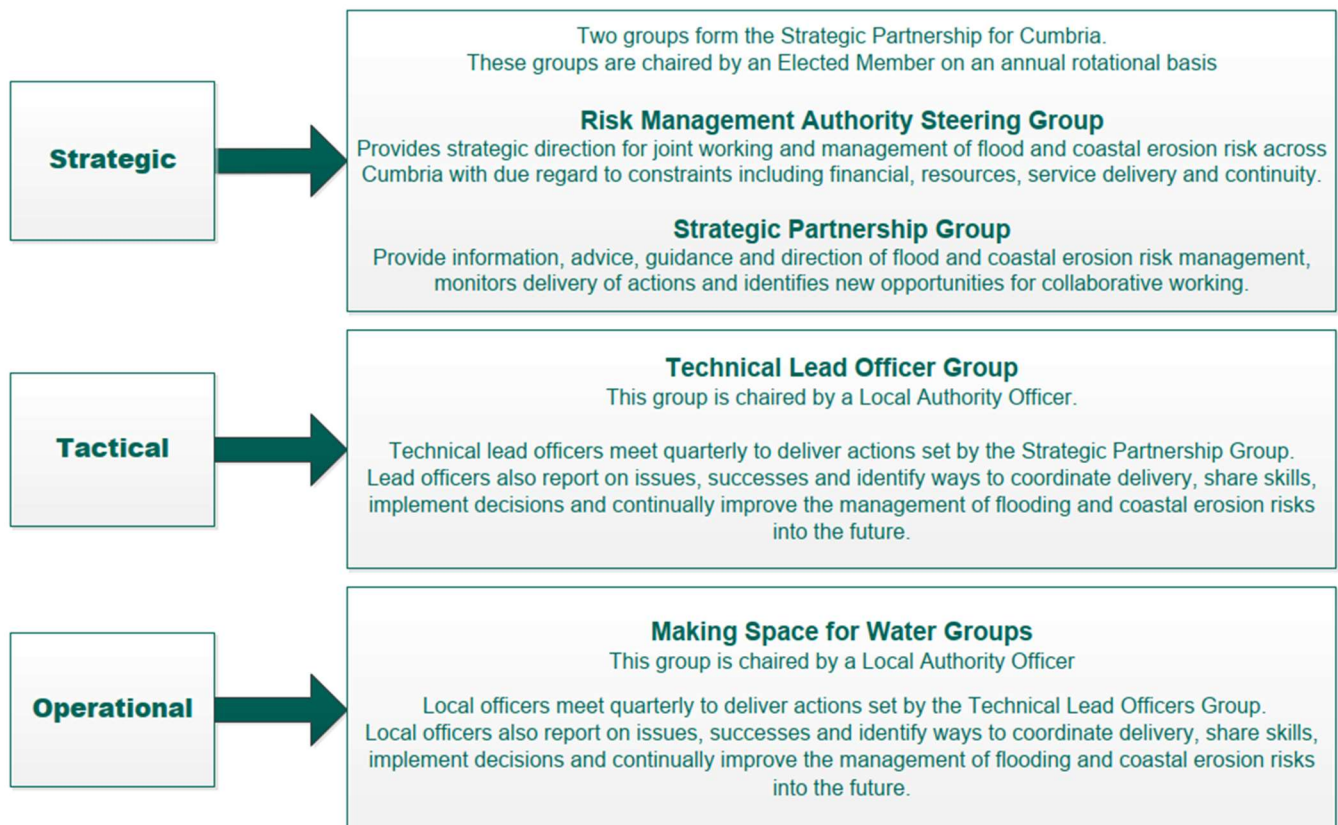 Strategic
Two groups form the Strategic Partnership for Cumbria.
These groups are chaired by an Elected Member on an annual rotational basis
Risk Management Authority Steering Group
Provides strategic direction for joint working and management of flood and coastal erosion risk across
Cumbria with due regard to constraints including financial, resources, service delivery and continuity.
Strategic Partnership Group
Provide information, advice, guidance and direction of flood and coastal erosion risk management,
monitors delivery of actions and identifies new opportunities for collaborative working.
Tactical
Technical Lead Officer Group
This group is chaired by a Local Authority Officer.
Technical lead officers meet quarterly to deliver actions set by the Strategic Partnership Group.
Lead officers also report on issues, successes and identify ways to coordinate delivery, share skills,
implement decisions and continually improve the management of flooding and coastal erosion risks
into the future.
Operational
Making Space for Water Groups
This group is chaired by a Local Authority Officer
Local officers meet quarterly to deliver actions set by the Technical Lead Officers Group.
Local officers also report on issues, successes and identify ways to coordinate delivery, share skills,
implement decisions and continually improve the management of flooding and coastal erosion risks
into the future.